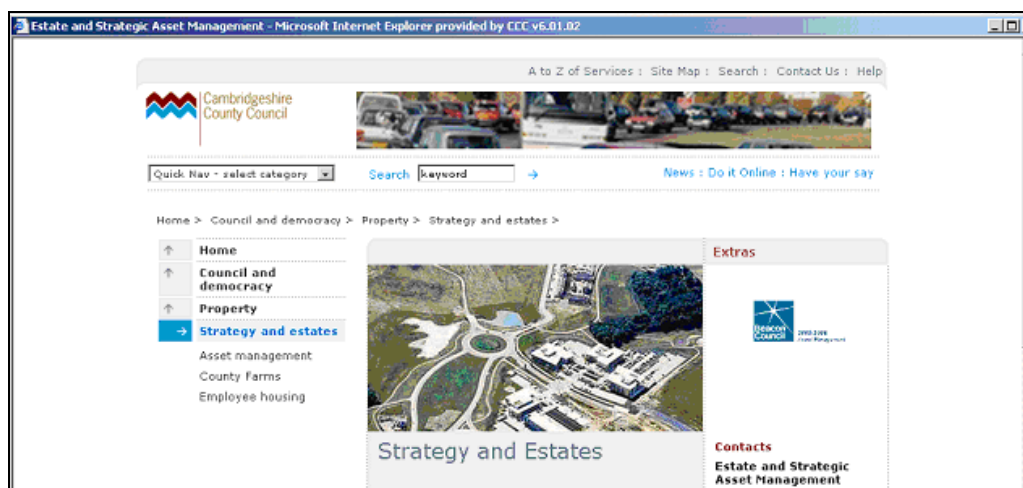 Estate and Strategic Asset Management - Microsoft Internet Explorer provided by CCC v6.01.02
A to Z of Services : Site Map : Search : Contact Us : Help
Cambridgeshire
County Council
Quick Nav - select category
Search keyword
News : Do it Online : Have your say
Home > Council and democracy > Property > Strategy and estates >
Home
Council and
democracy
Property
Strategy and estates
Asset management
County Farms
Employee housing
Strategy and Estates
Extras
Beacon
Council
Asset Management
Contacts
Estate and Strategic
Asset Management